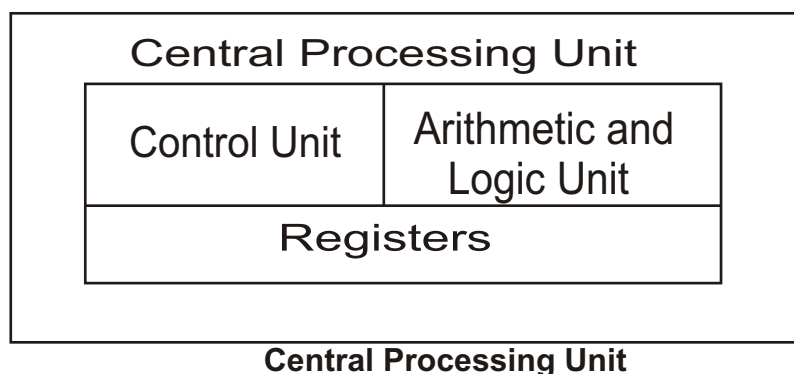 Central Processing Unit
Control Unit
Arithmetic and
Logic Unit
Registers
Central Processing Unit